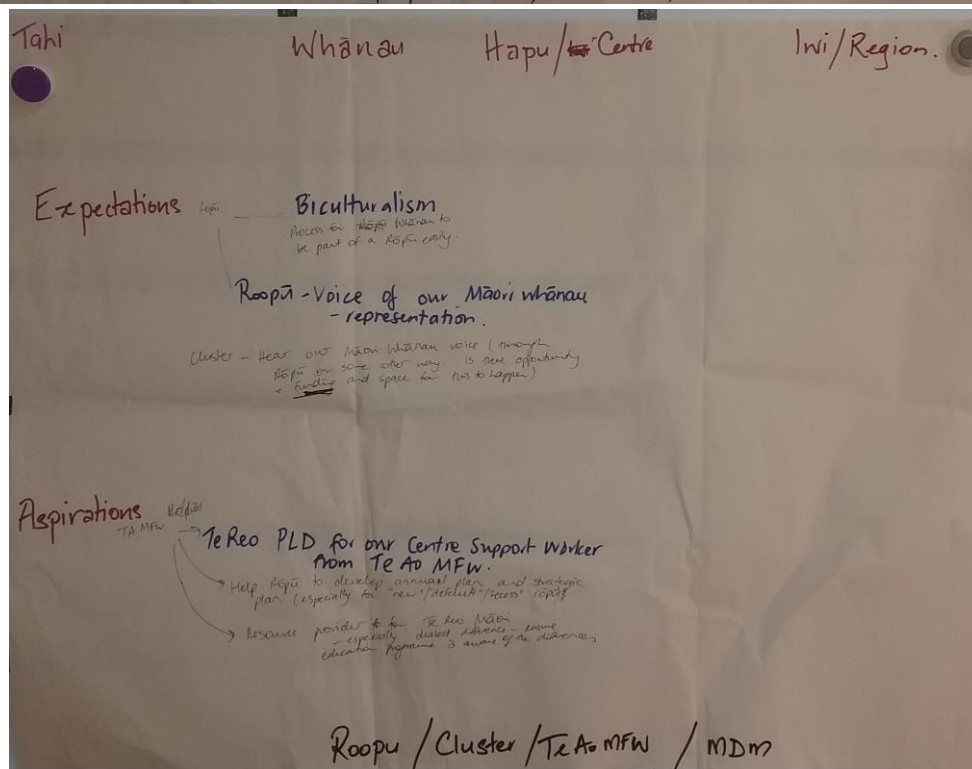 Tahi Whānau Hapu/ Centre Iwi/Region.
Expectations Ropū Biculturalism
Process for Whānau to
be part of a Rōpū easily.
Roopū - Voice of our Māori whānau
- representation.
Cluster - Hear our Māori Whānau voice (through
Rōpū or some other way is there opportunity
+ funding and space for this to happen)
Aspirations
TA MFW
Te Reo PLD for our Centre Support Worker
from Te Ao MFW.
Help Rōpū to develop annual plan and strategic
plan (especially for "new"/ /"recess" rōpū
Resource provider for Te Reo Māori
- especially dialect difference - ensure
education programme is aware of the differences
Roopu / Cluster / Te Ao MFW / MDM